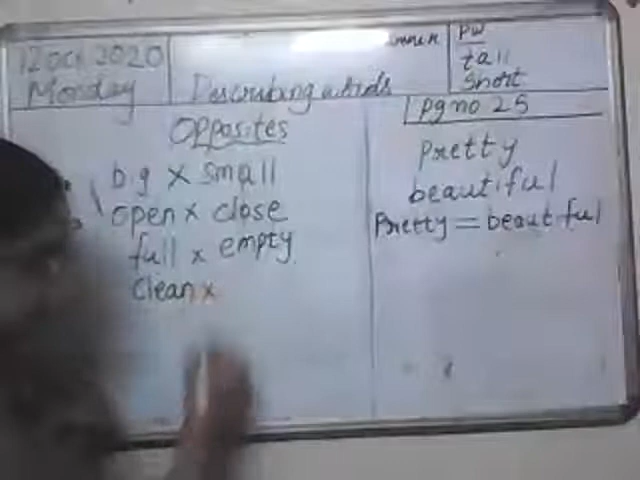 12 Oct 2020
Monday
Describing words
PW
tall
Short
Pg no 25
Opposites
big x small
open x close
full x empty
Clean x
Pretty
beautiful
Pretty = beautiful